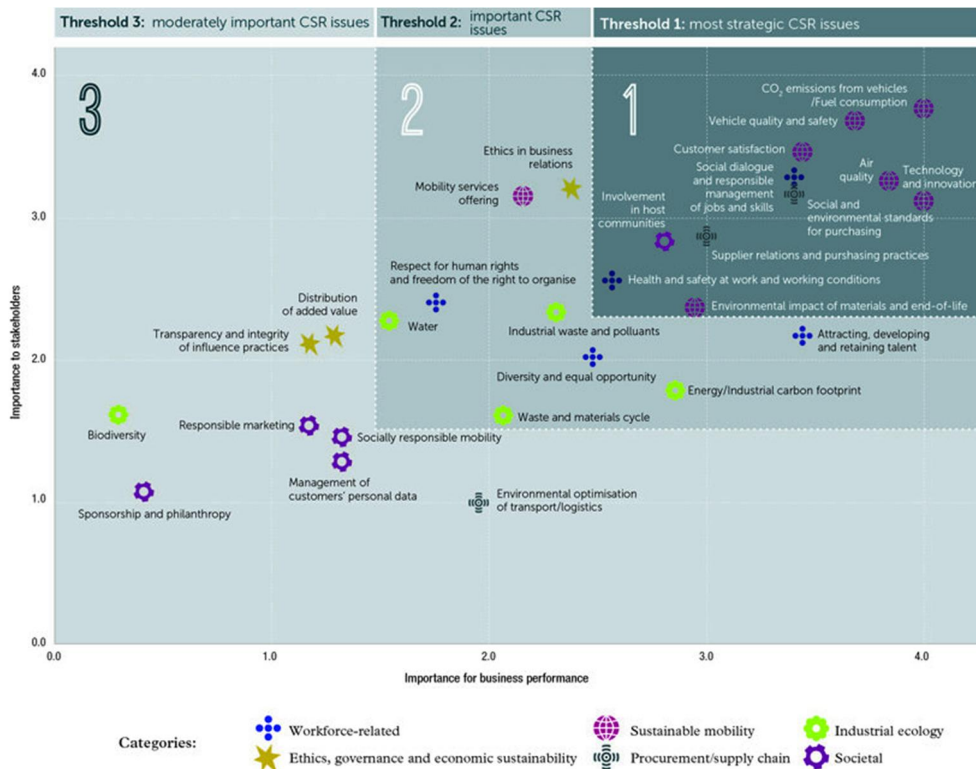 Threshold 3: moderately important CSR issues
Threshold 2: important CSR
issues
Threshold 1: most strategic CSR issues
4.0
3
2
1
CO2 emissions from vehicles
/Fuel consumption
Vehicle quality and safety
Ethics in business
relations
Customer satisfaction
Social dialogue
and responsible
management
of jobs and skills
Air
quality
Technology
and innovation
Mobility services
offering
3.0
Involvement
in host
communities
Social and
environmental standards
for purchasing
Supplier relations and purshasing practices
Respect for human rights
and freedom of the right to organise
Health and safety at work and working conditions
Distribution
of added value
Environmental impact of materials and end-of-life
Transparency and integrity
of influence practices
Water
Industrial waste and polluants
Attracting, developing
and retaining talent
2.0
Diversity and equal opportunity
Energy/Industrial carbon footprint
Biodiversity
Responsible marketing
Waste and materials cycle
Socially responsible mobility
Management of
customers' personal data
Environmental optimisation
of transport/logistics
1.0
Sponsorship and philanthropy
Importance to stakeholders
0.0
0.0
1.0
2.0
3.0
4.0
Importance for business performance
Categories:
Workforce-related
Sustainable mobility
Industrial ecology
Ethics, governance and economic sustainability
Procurement/supply chain
Societal